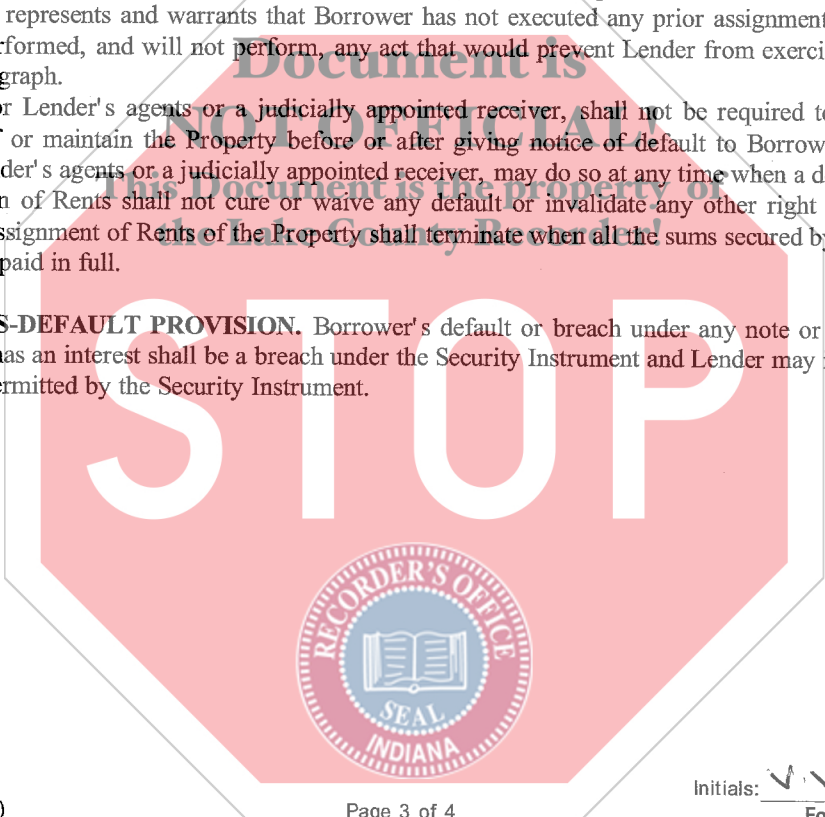 represents and warrants that Borrower has not executed any prior assignment
rformed, and will not perform, any act that would prevent Lender from exerci
graph.
r Lender's agents or a judicially appointed receiver, shall not be required t
or maintain the Property before or after giving notice of default to Borrow
der's agents or a judicially appointed receiver, may do so at any time when a d
n of Rents shall not cure or waive any default or invalidate any other right
ssignment of Rents of the Property shall terminate when all the sums secured by
paid in full.
S-DEFAULT PROVISION. Borrower's default or breach under any note or
has an interest shall be a breach under the Security Instrument and Lender may
ermitted by the Security Instrument.
Document is
NOT OFFICIAL!
This Document is the property of
the Lake County Recorder!
STOP
RECORDER'S OFFICE
SEAL
INDIANA
Initials: V.
Page 3 of 4